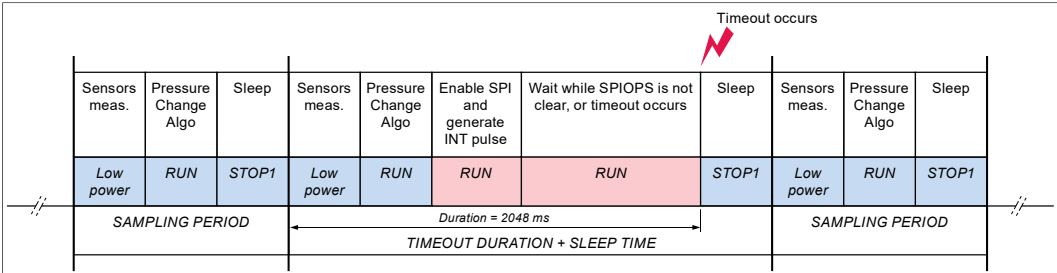 Timeout occurs
Sensors meas.
Pressure Change Algo
Sleep
Sensors meas.
Pressure Change Algo
Enable SPI and generate INT pulse
Wait while SPIOPS is not clear, or timeout occurs
Sleep
Sensors meas.
Pressure Change Algo
Sleep
Low power
RUN
STOP1
Low power
RUN
RUN
RUN
STOP1
Low power
RUN
STOP1
SAMPLING PERIOD
Duration = 2048 ms
TIMEOUT DURATION + SLEEP TIME
SAMPLING PERIOD